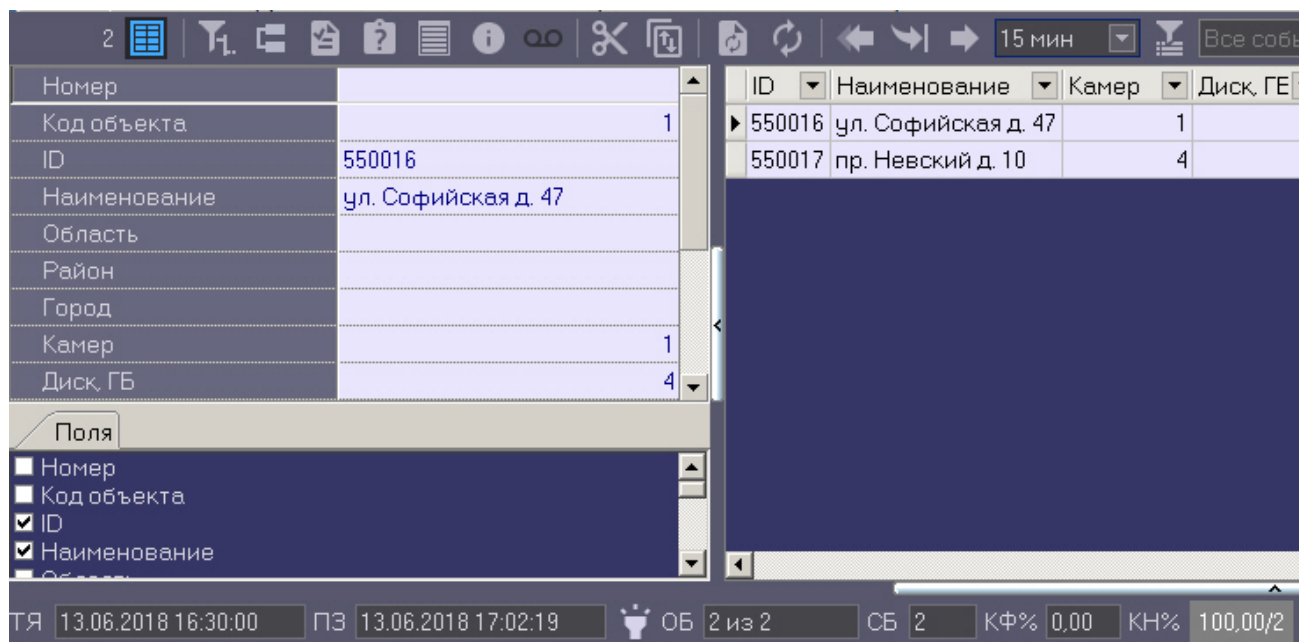 2 15 мин Все собы
Номер
Код объекта 1
ID 550016
Наименование ул. Софийская д. 47
Область
Район
Город
Камер 1
Диск, ГБ 4
Поля
Номер
Код объекта
ID
Наименование
ID Наименование Камер Диск, ГБ
550016 ул. Софийская д. 47 1
550017 пр. Невский д. 10 4
ТЯ 13.06.2018 16:30:00 ПЗ 13.06.2018 17:02:19 ОБ 2 из 2 СБ 2 КФ% 0,00 КН% 100,00/2